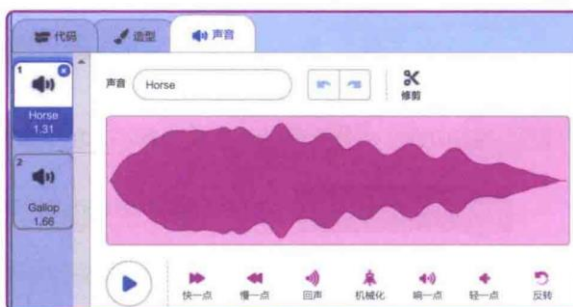 代码 造型 声音
1
Horse
1.31
声音 Horse 修剪
2
Gallop
1.66
快一点 慢一点 回声 机械化 响一点 轻一点 反转